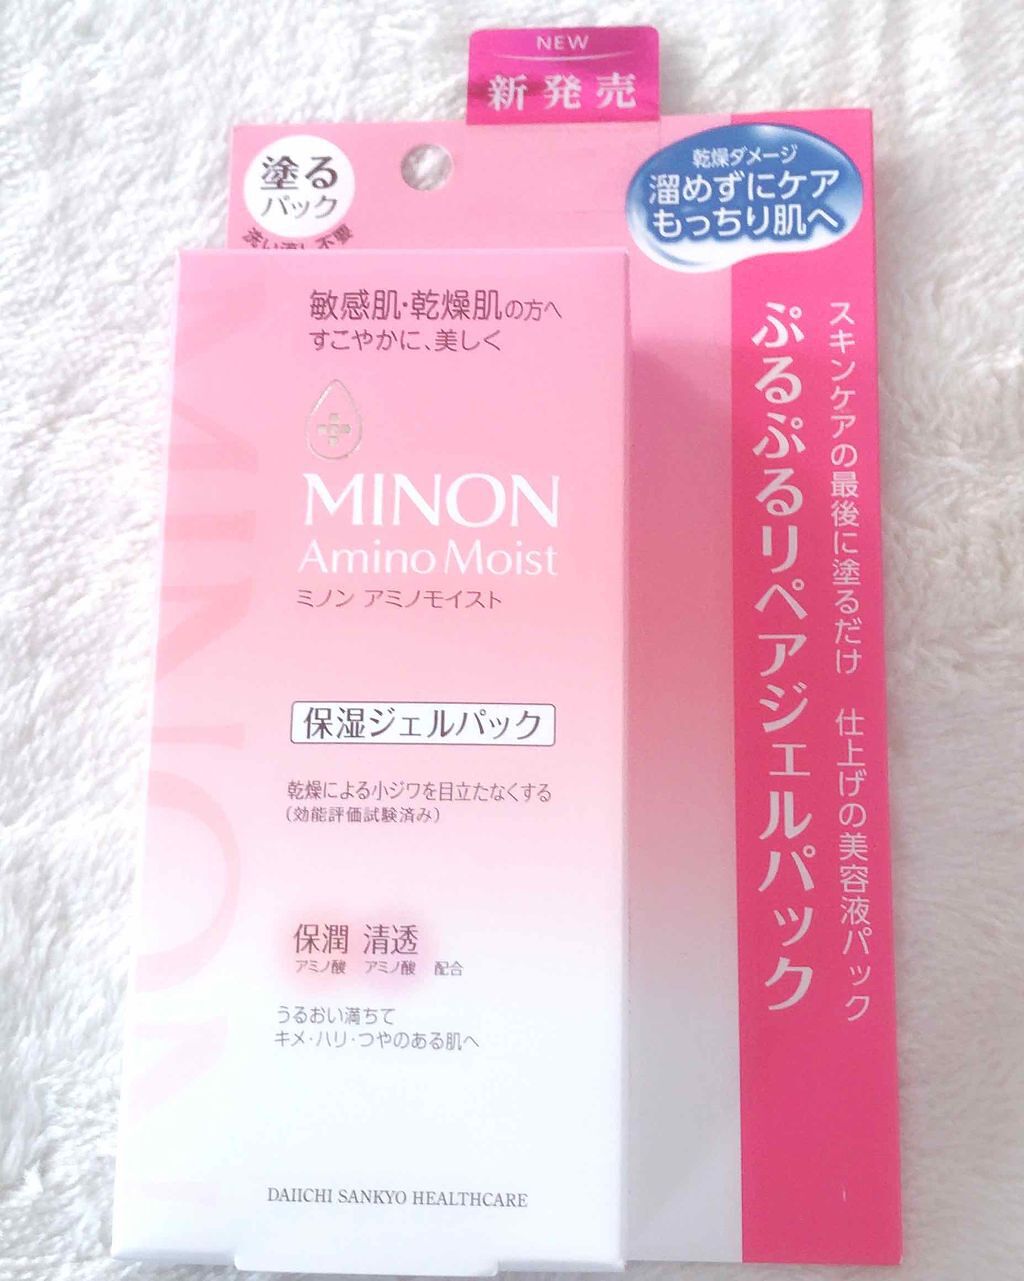 NEW
新発売
塗る
パック
洗い流し不要
乾燥ダメージ
溜めずにケア
もっちり肌へ
スキンケアの最後に塗るだけ 仕上げの美容液パック
ぷるぷるリペアジェルパック
敏感肌・乾燥肌の方へ
すこやかに、美しく
MINON
Amino Moist
ミノン アミノモイスト
保湿ジェルパック
乾燥による小ジワを目立たなくする
(効能評価試験済み)
保潤 清透
アミノ酸 アミノ酸 配合
うるおい満ちて
キメ・ハリ・つやのある肌へ
DAIICHI SANKYO HEALTHCARE
MINON